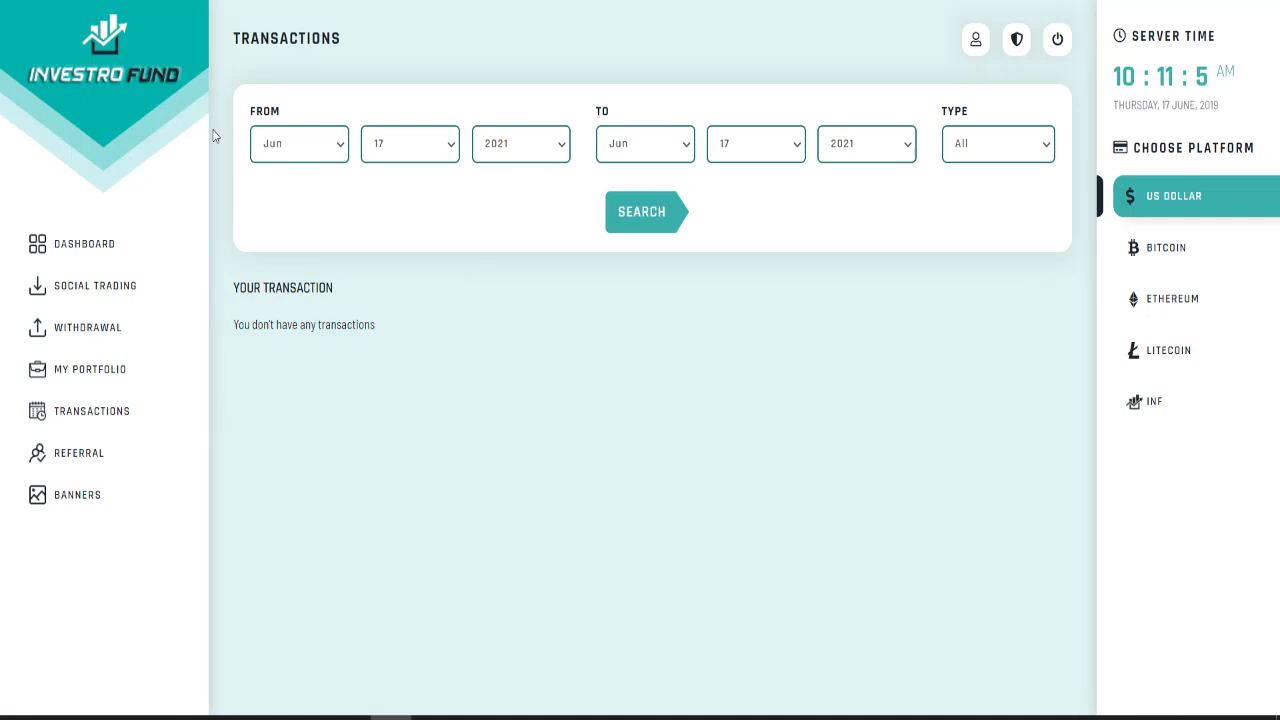 INVESTRO FUND
DASHBOARD
SOCIAL TRADING
WITHDRAWAL
MY PORTFOLIO
TRANSACTIONS
REFERRAL
BANNERS
TRANSACTIONS
FROM
Jun 17 2021
TO
Jun 17 2021
TYPE
All
SEARCH
YOUR TRANSACTION
You don't have any transactions
SERVER TIME
10 : 11 : 5 AM
THURSDAY, 17 JUNE, 2019
CHOOSE PLATFORM
US DOLLAR
BITCOIN
ETHEREUM
LITECOIN
INF